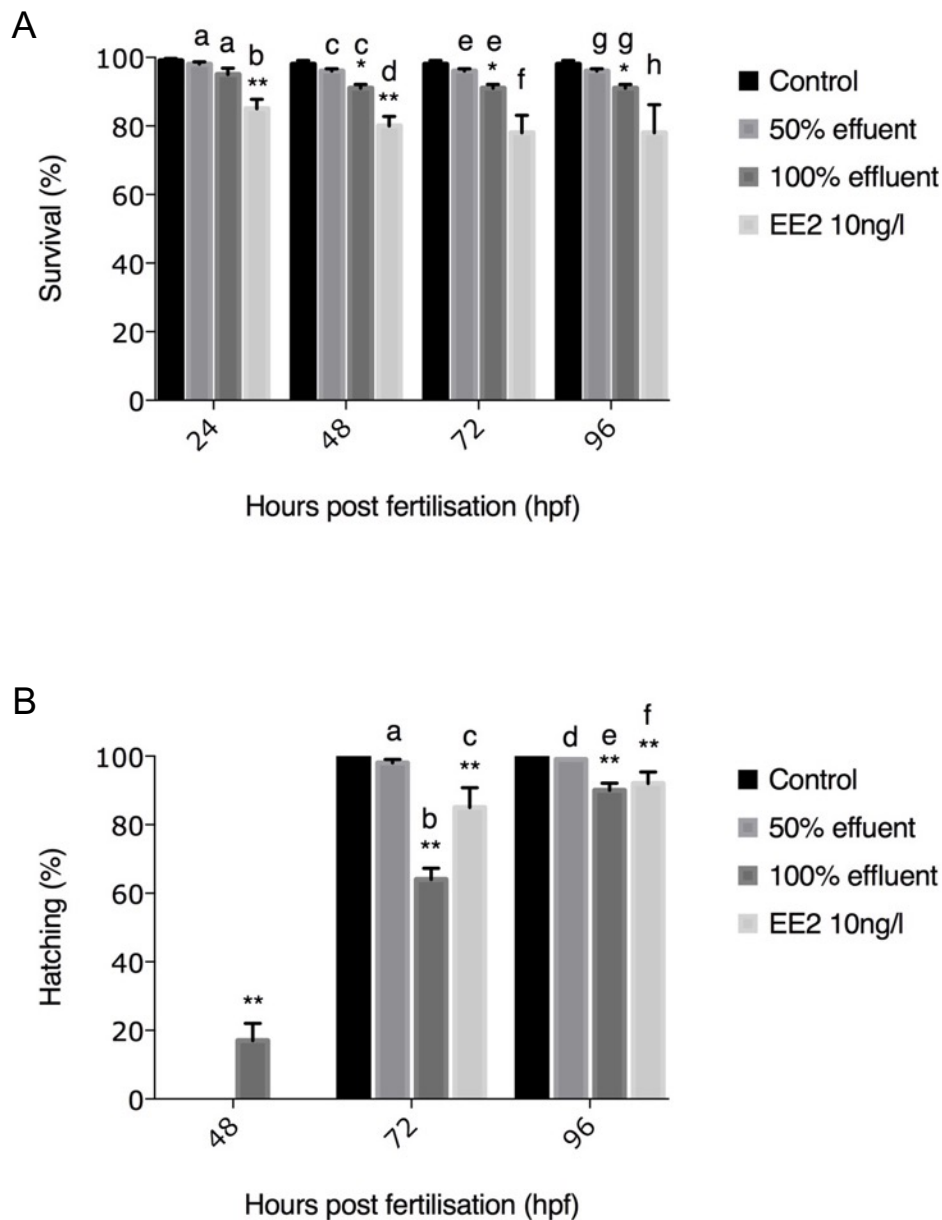 A
a a b
**
c c
*
d
**
e e
*
f
g g
*
h
100
80
60
40
20
0
Survival (%)
24 48 72 96
Hours post fertilisation (hpf)
Control
50% effuent
100% effluent
EE2 10ng/l
B
**
a
b
**
c
**
d
e
**
f
**
100
80
60
40
20
0
Hatching (%)
48 72 96
Hours post fertilisation (hpf)
Control
50% effuent
100% effluent
EE2 10ng/l